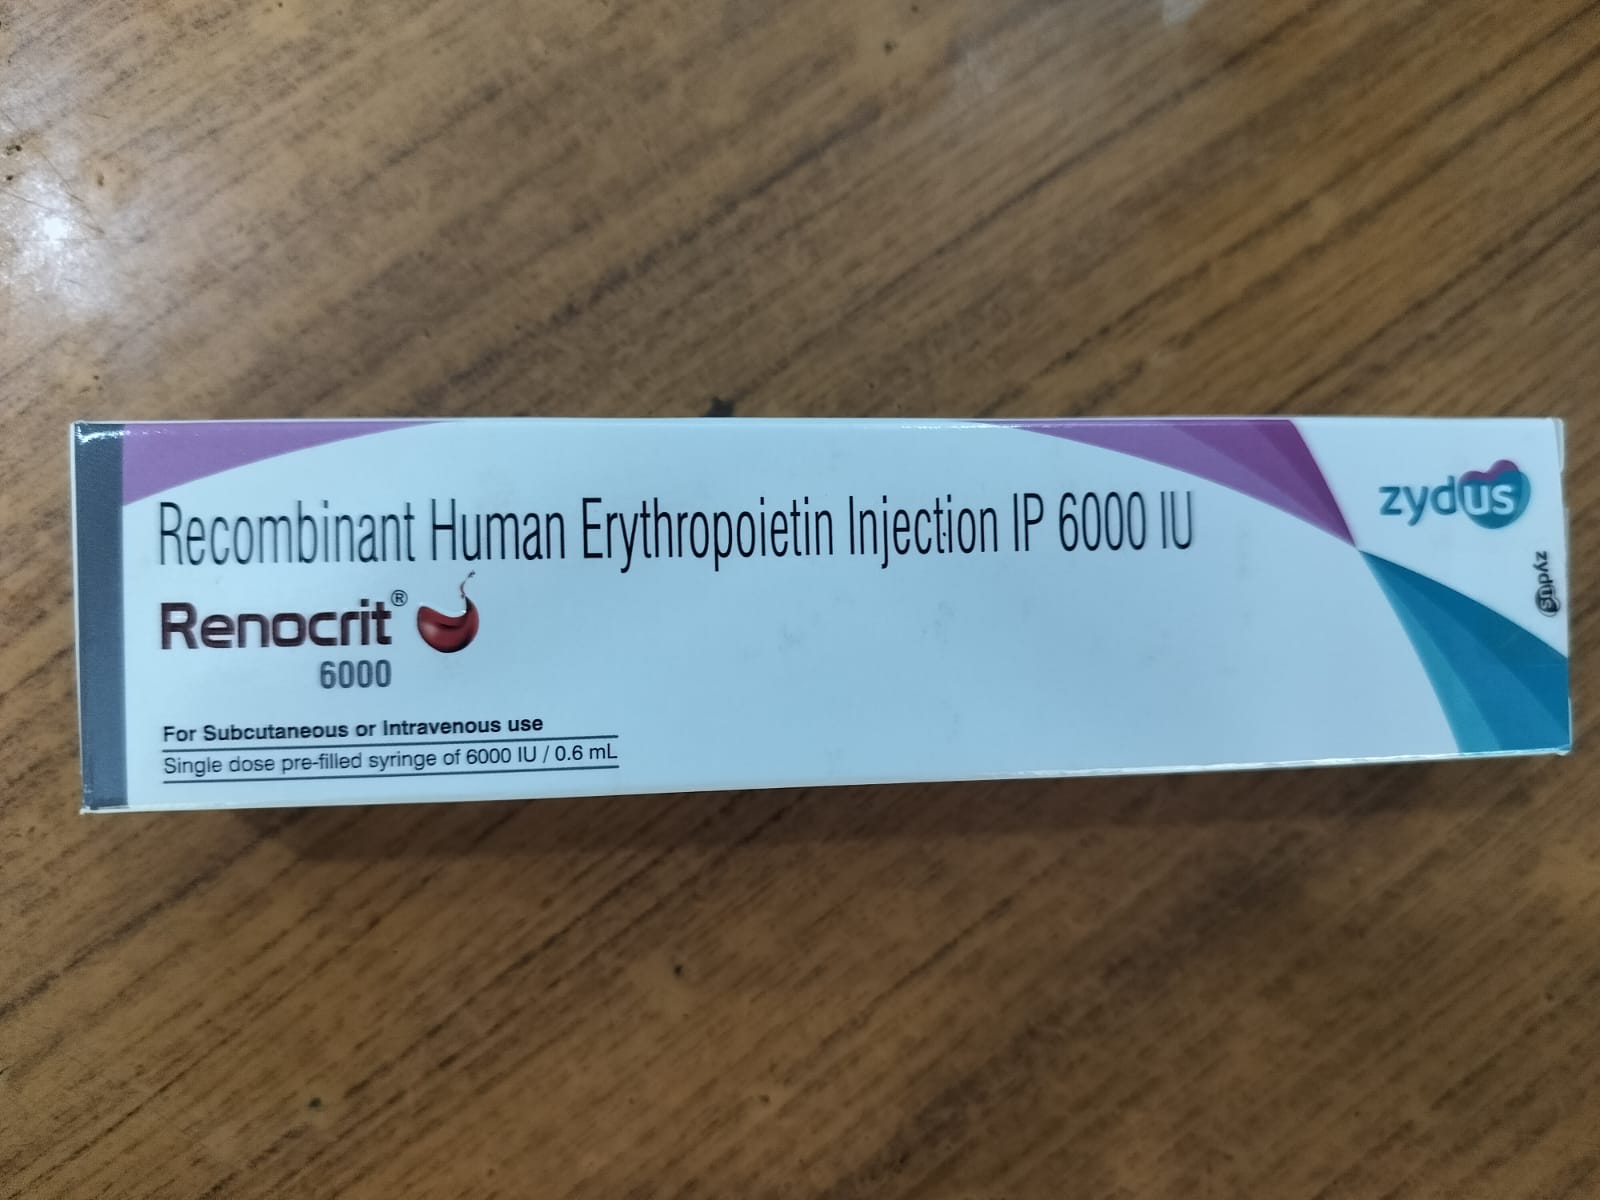 Recombinant Human Erythropoietin Injection IP 6000 IU
Renocrit®
6000
For Subcutaneous or Intravenous use
Single dose pre-filled syringe of 6000 IU / 0.6 mL
zydus
zydus